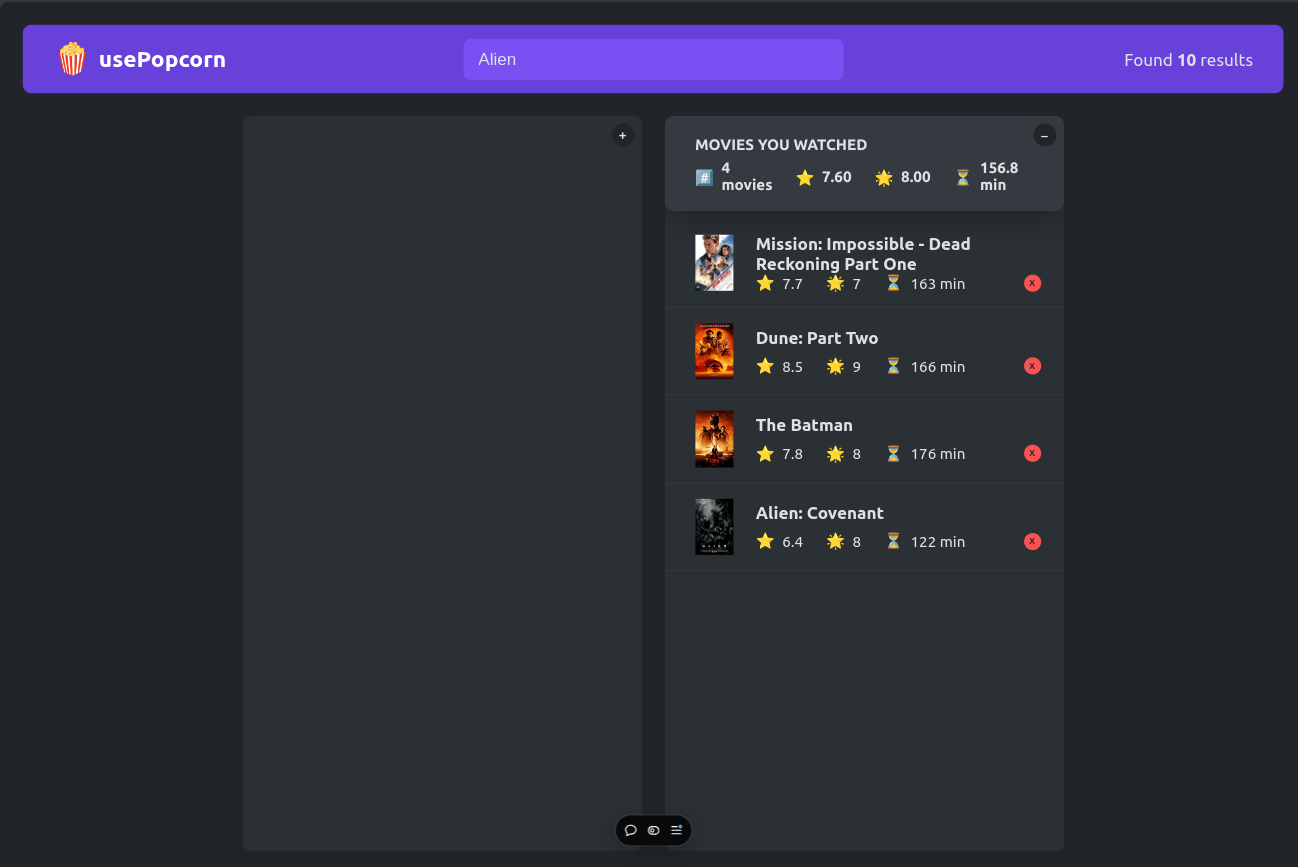 usePopcorn
Alien
Found 10 results
+
–
MOVIES YOU WATCHED
#️⃣ 4 movies ⭐ 7.60 🌟 8.00 ⏳ 156.8 min
Mission: Impossible - Dead
Reckoning Part One
⭐ 7.7 🌟 7 ⏳ 163 min X
Dune: Part Two
⭐ 8.5 🌟 9 ⏳ 166 min X
The Batman
⭐ 7.8 🌟 8 ⏳ 176 min X
Alien: Covenant
⭐ 6.4 🌟 8 ⏳ 122 min X
ALIEN